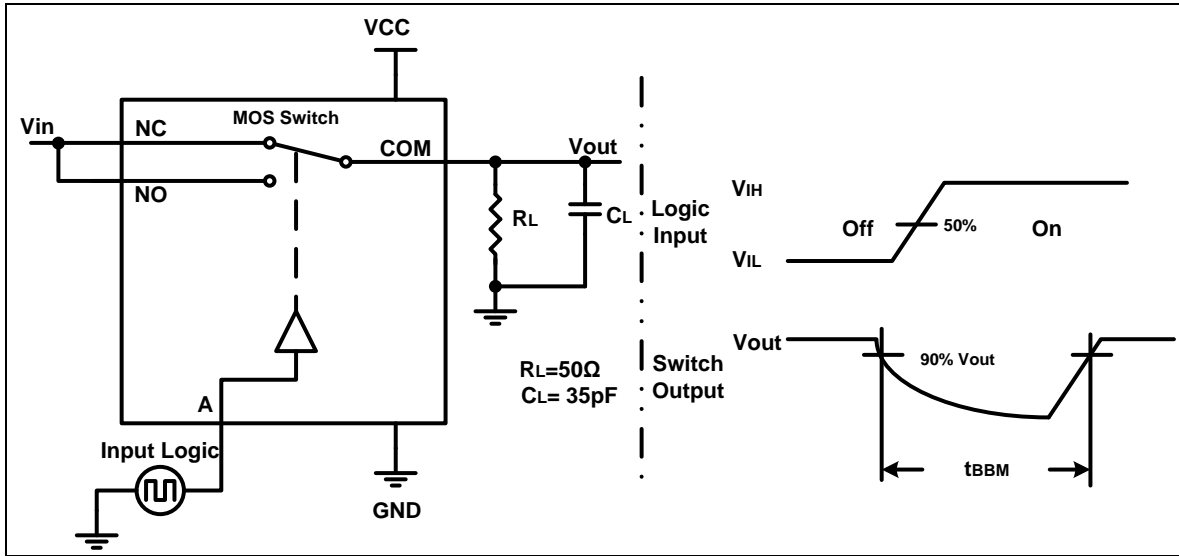 VCC
MOS Switch
Vin
NC
COM
Vout
NO
RL
CL
A
Input Logic
GND
RL=50Ω
CL= 35pF
Logic
Input
VIH
Off
50%
On
VIL
Switch
Output
Vout
90% Vout
tBBM